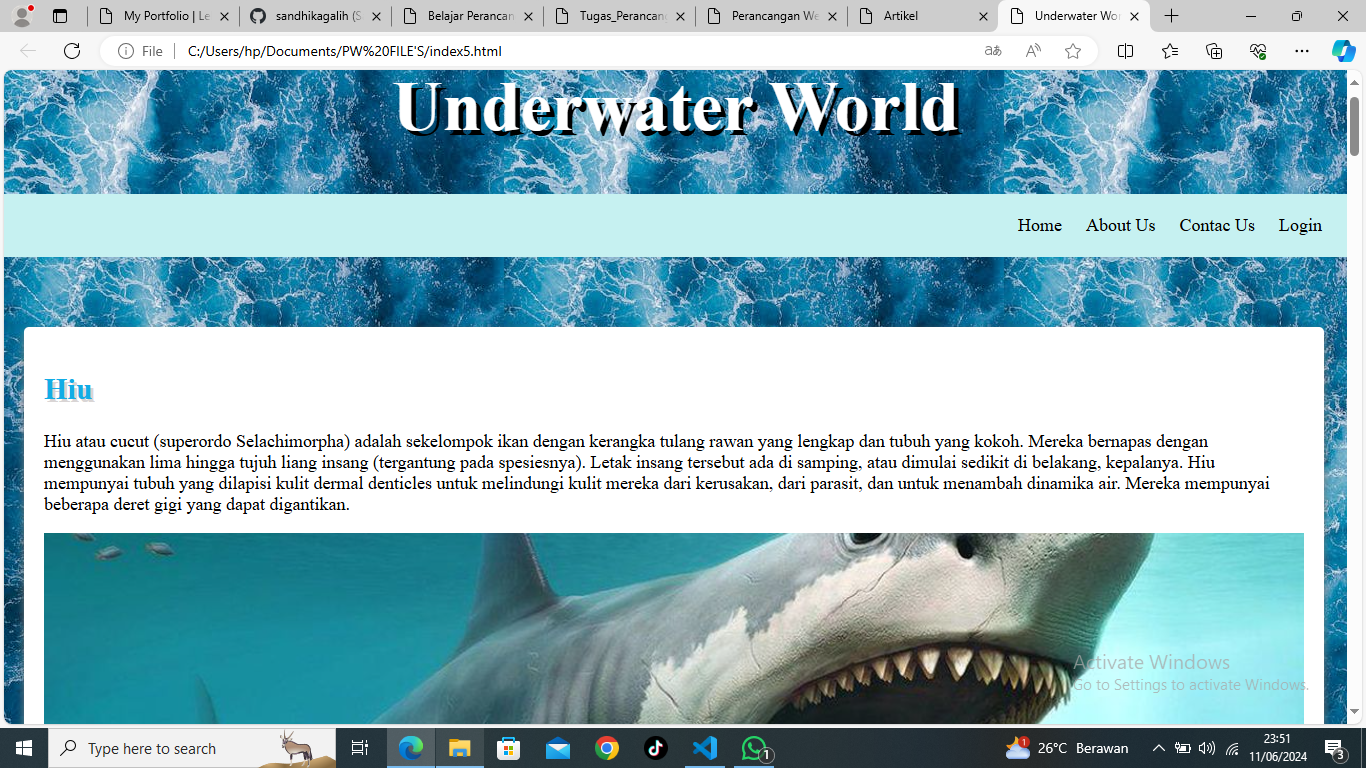 My Portfolio | Le
sandhikagalih (S
Belajar Perancan
Tugas_Perancang
Perancangan We
Artikel
Underwater Wor
File
C:/Users/hp/Documents/PW%20FILE'S/index5.html
Underwater World
Home About Us Contac Us Login
Hiu
Hiu atau cucut (superordo Selachimorpha) adalah sekelompok ikan dengan kerangka tulang rawan yang lengkap dan tubuh yang kokoh. Mereka bernapas dengan
menggunakan lima hingga tujuh liang insang (tergantung pada spesiesnya). Letak insang tersebut ada di samping, atau dimulai sedikit di belakang, kepalanya. Hiu
mempunyai tubuh yang dilapisi kulit dermal denticles untuk melindungi kulit mereka dari kerusakan, dari parasit, dan untuk menambah dinamika air. Mereka mempunyai
beberapa deret gigi yang dapat digantikan.
Activate Windows
Go to Settings to activate Windows.
Type here to search
1
1
26°C Berawan
23:51
11/06/2024
3